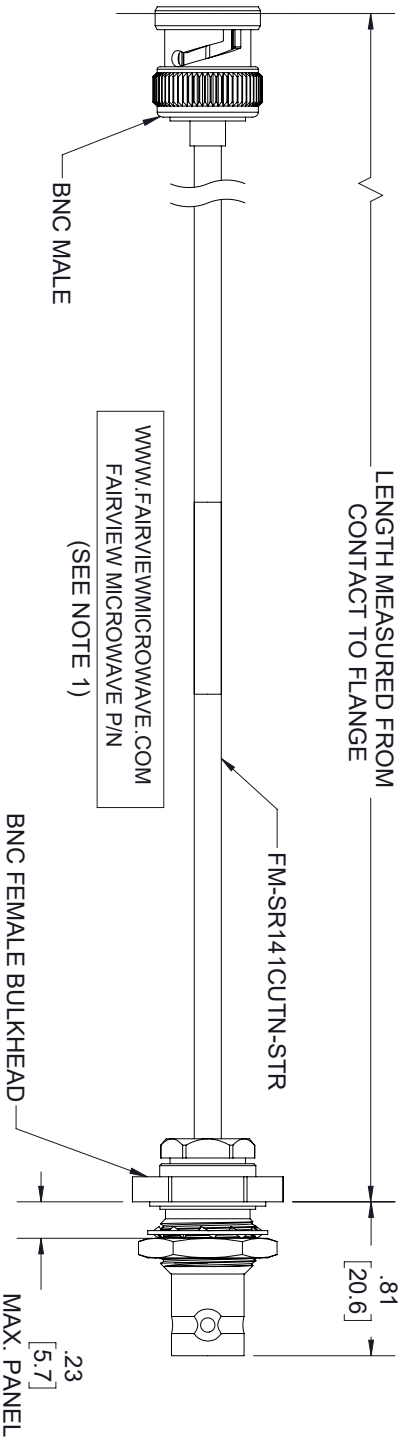 LENGTH MEASURED FROM
CONTACT TO FLANGE
.81
[20.6]
FM-SR141CUTN-STR
BNC MALE
WWW.FAIRVIEWMICROWAVE.COM
FAIRVIEW MICROWAVE P/N
(SEE NOTE 1)
BNC FEMALE BULKHEAD
.23
[5.7]
MAX. PANEL